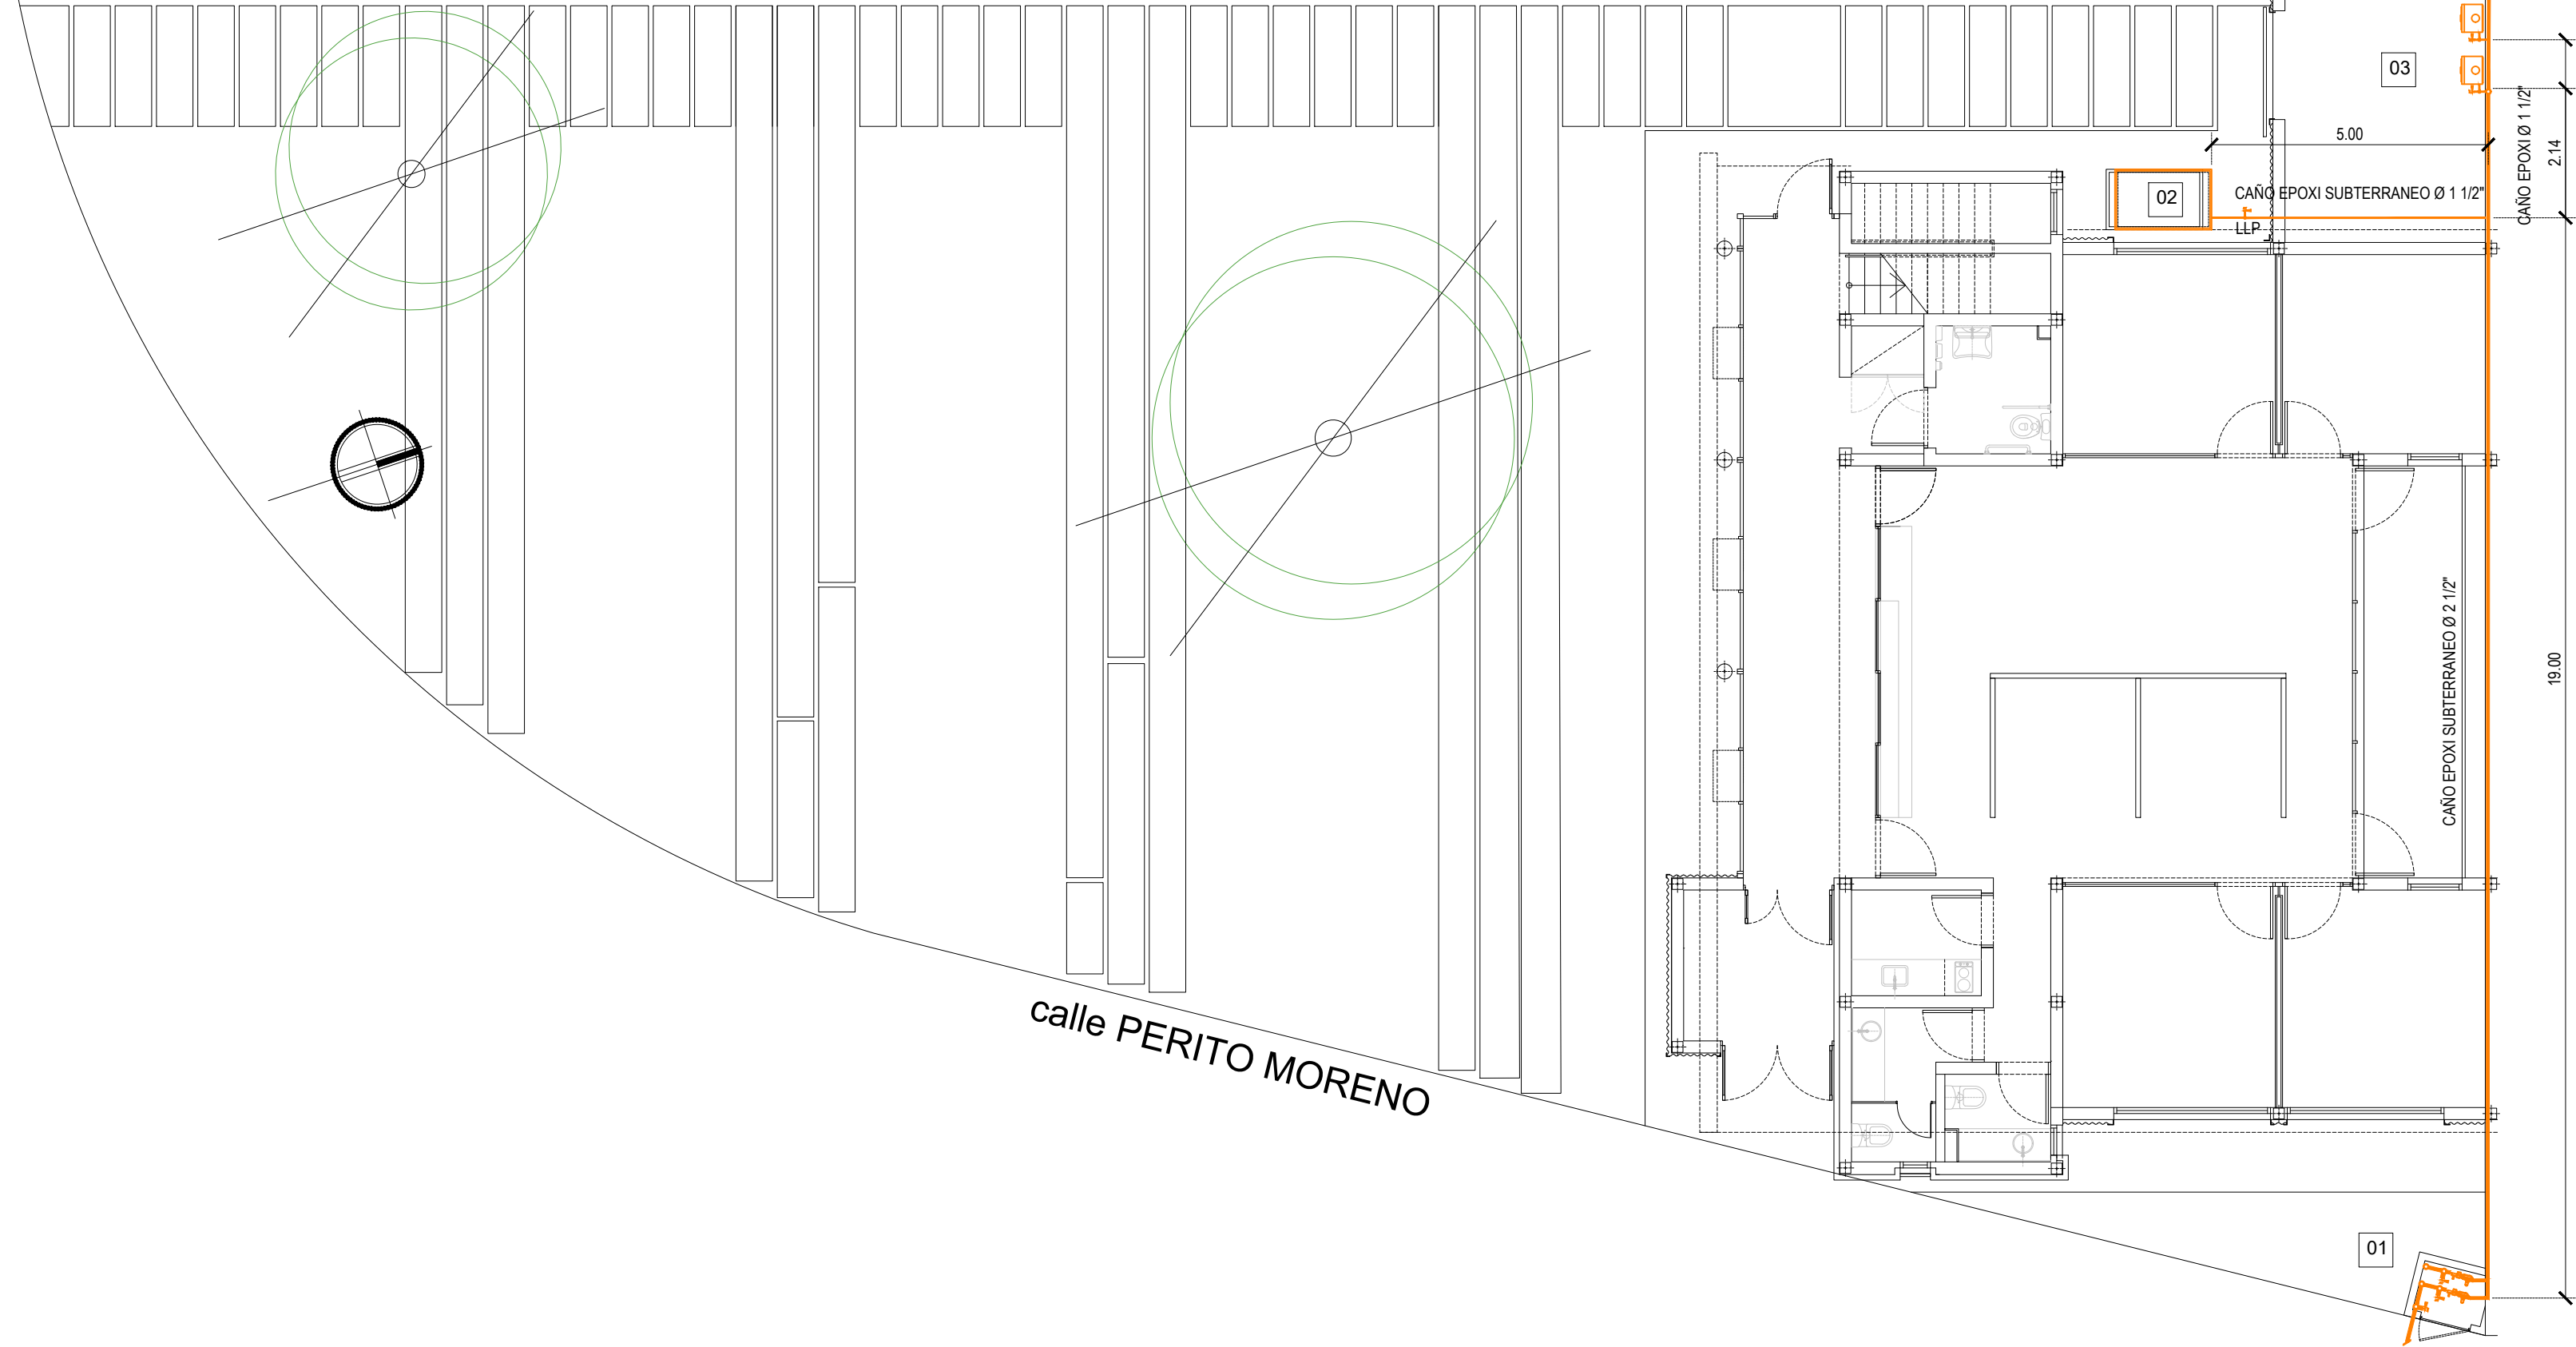 03
CAÑO EPOXI Ø 1 1/2"
5.00
2.14
02
CAÑO EPOXI SUBTERRANEO Ø 1 1/2"
LLP
CAÑO EPOXI SUBTERRANEO Ø 2 1/2"
19.00
calle PERITO MORENO
01